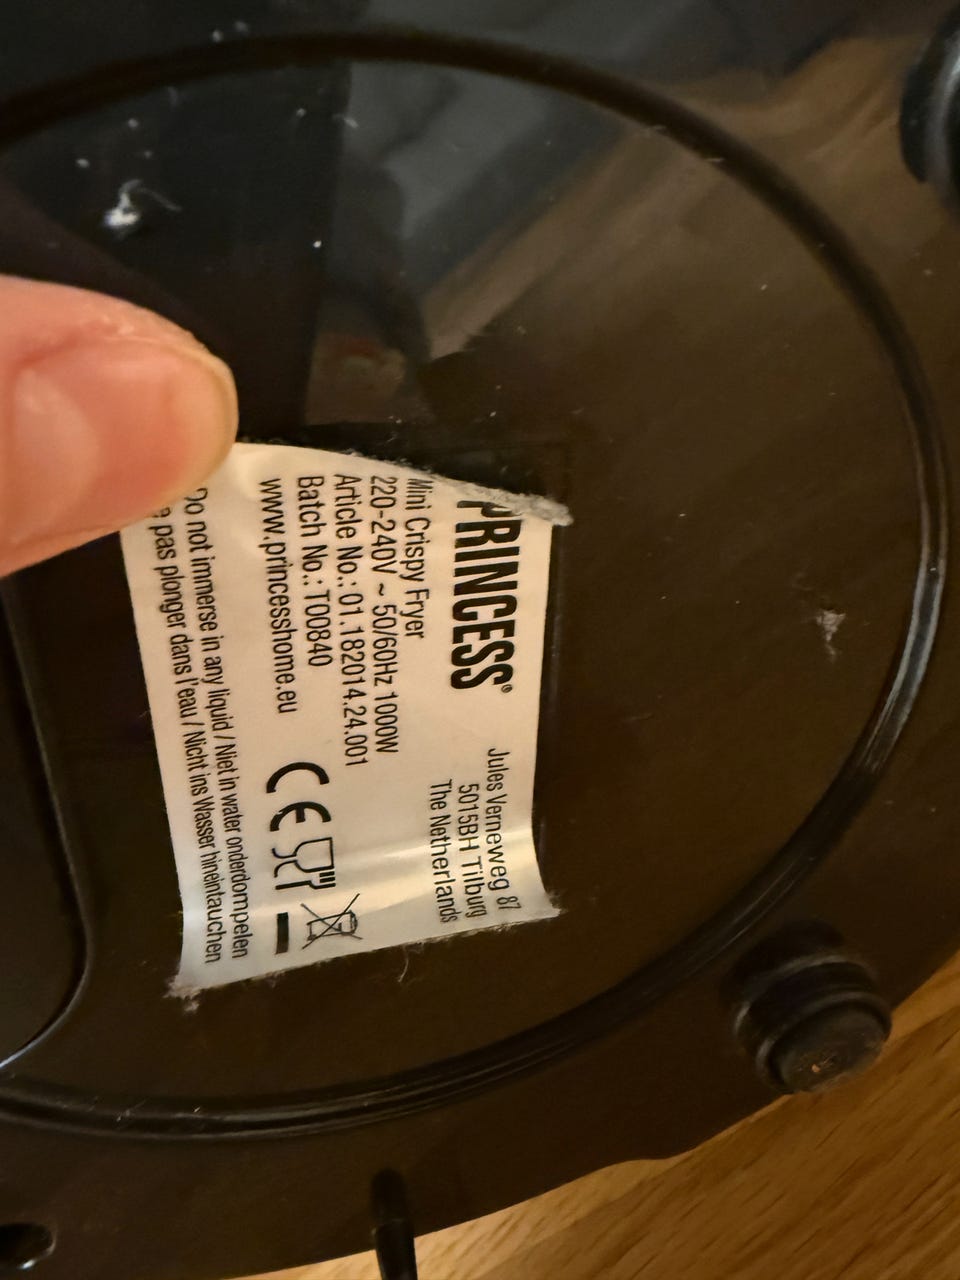 PRINCESS®
Jules Verneweg 87
5015BH Tilburg
The Netherlands
Mini Crispy Fryer
220-240V ~ 50/60Hz 1000W
Article No.: 01.182014.24.001
Batch No.: T00840
www.princesshome.eu
CE
Do not immerse in any liquid / Niet in water onderdompelen
pas plonger dans l'eau / Nicht ins Wasser hineintauchen